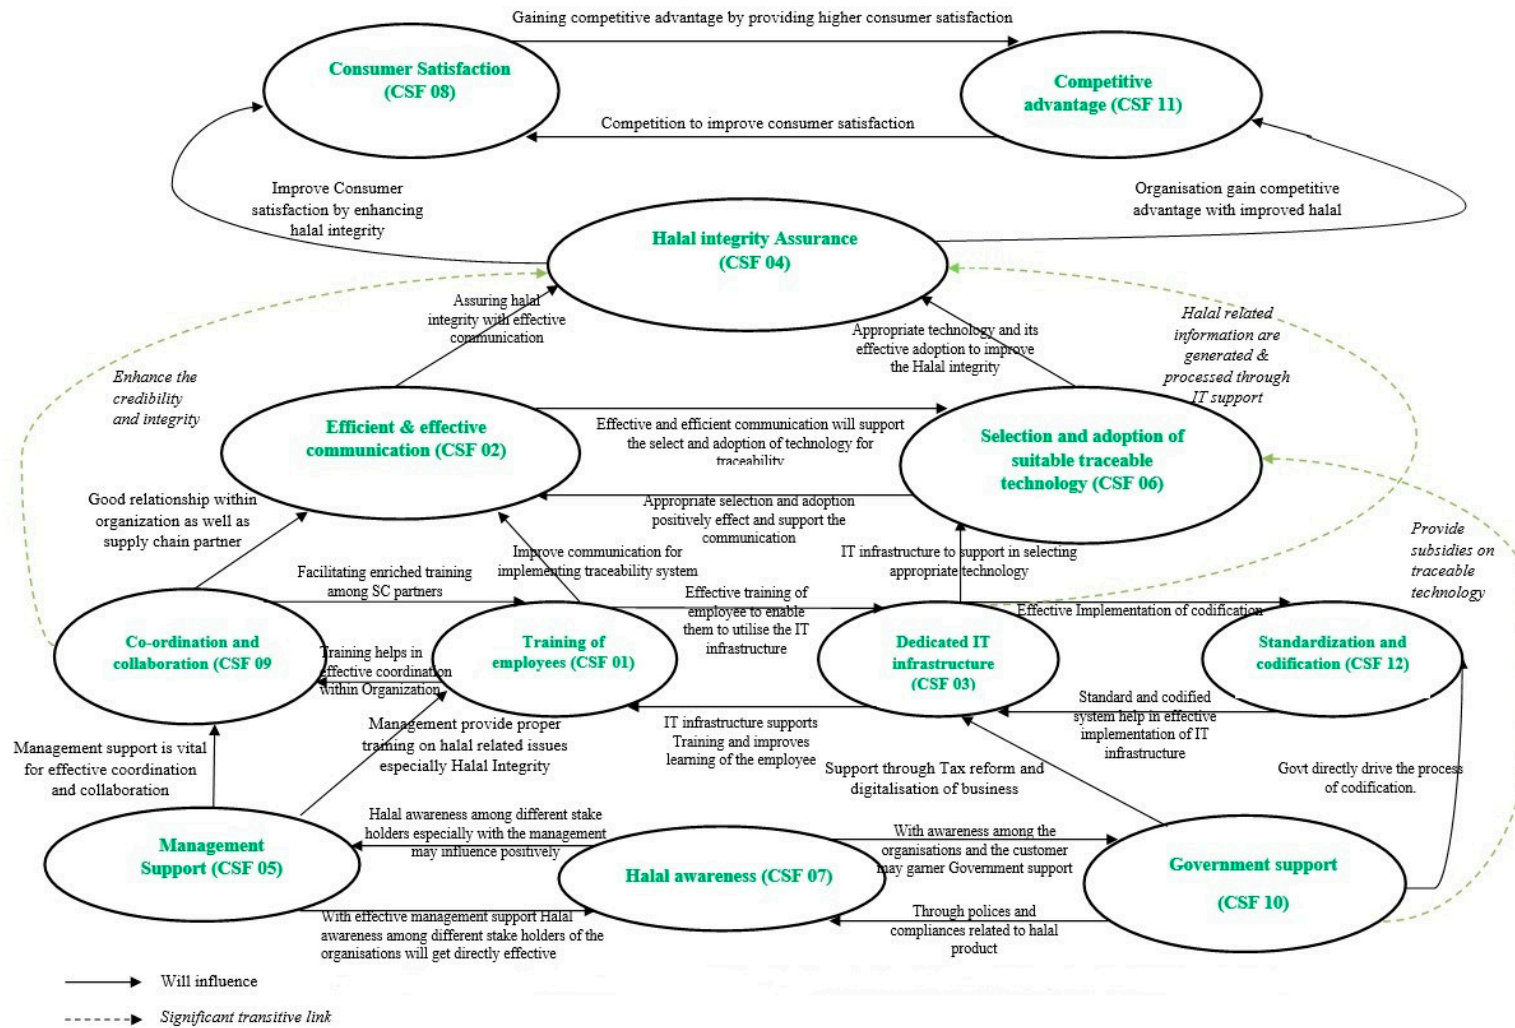 Gaining competitive advantage by providing higher consumer satisfaction
Consumer Satisfaction
(CSF 08)
Competitive
advantage (CSF 11)
Competition to improve consumer satisfaction
Improve Consumer
satisfaction by enhancing
halal integrity
Organisation gain competitive
advantage with improved halal
Halal integrity Assurance
(CSF 04)
Assuring halal
integrity with effective
communication
Appropriate technology and its
effective adoption to improve
the Halal integrity
Halal related
information are
generated &
processed through
IT support
Enhance the
credibility
and integrity
Efficient & effective
communication (CSF 02)
Effective and efficient communication will support
the select and adoption of technology for
traceability
Selection and adoption of
suitable traceable
technology (CSF 06)
Good relationship within
organization as well as
supply chain partner
Appropriate selection and adoption
positively effect and support the
communication
Provide
subsidies on
traceable
technology
Improve communication for
implementing traceability system
IT infrastructure to support in selecting
appropriate technology
Facilitating enriched training
among SC partners
Effective training of
employee to enable
them to utilise the IT
infrastructure
Effective Implementation of codification
Co-ordination and
collaboration (CSF 09
Training helps in
effective coordination
within Organization
Training of
employees (CSF 01)
Dedicated IT
infrastructure
(CSF 03)
Standardization and
codification (CSF 12)
Management support is vital
for effective coordination
and collaboration
Management provide proper
training on halal related issues
especially Halal Integrity
IT infrastructure supports
Training and improves
learning of the employee
Standard and codified
system help in effective
implementation of IT
infrastructure
Support through Tax reform and
digitalisation of business
Govt directly drive the process
of codification.
Management
Support (CSF 05)
Halal awareness among different stake
holders especially with the management
may influence positively
Halal awareness (CSF 07)
With awareness among the
organisations and the customer
may garner Government support
Government support
(CSF 10)
With effective management support Halal
awareness among different stake holders of the
organisations will get directly effective
Through polices and
compliances related to halal
product
Will influence
Significant transitive link